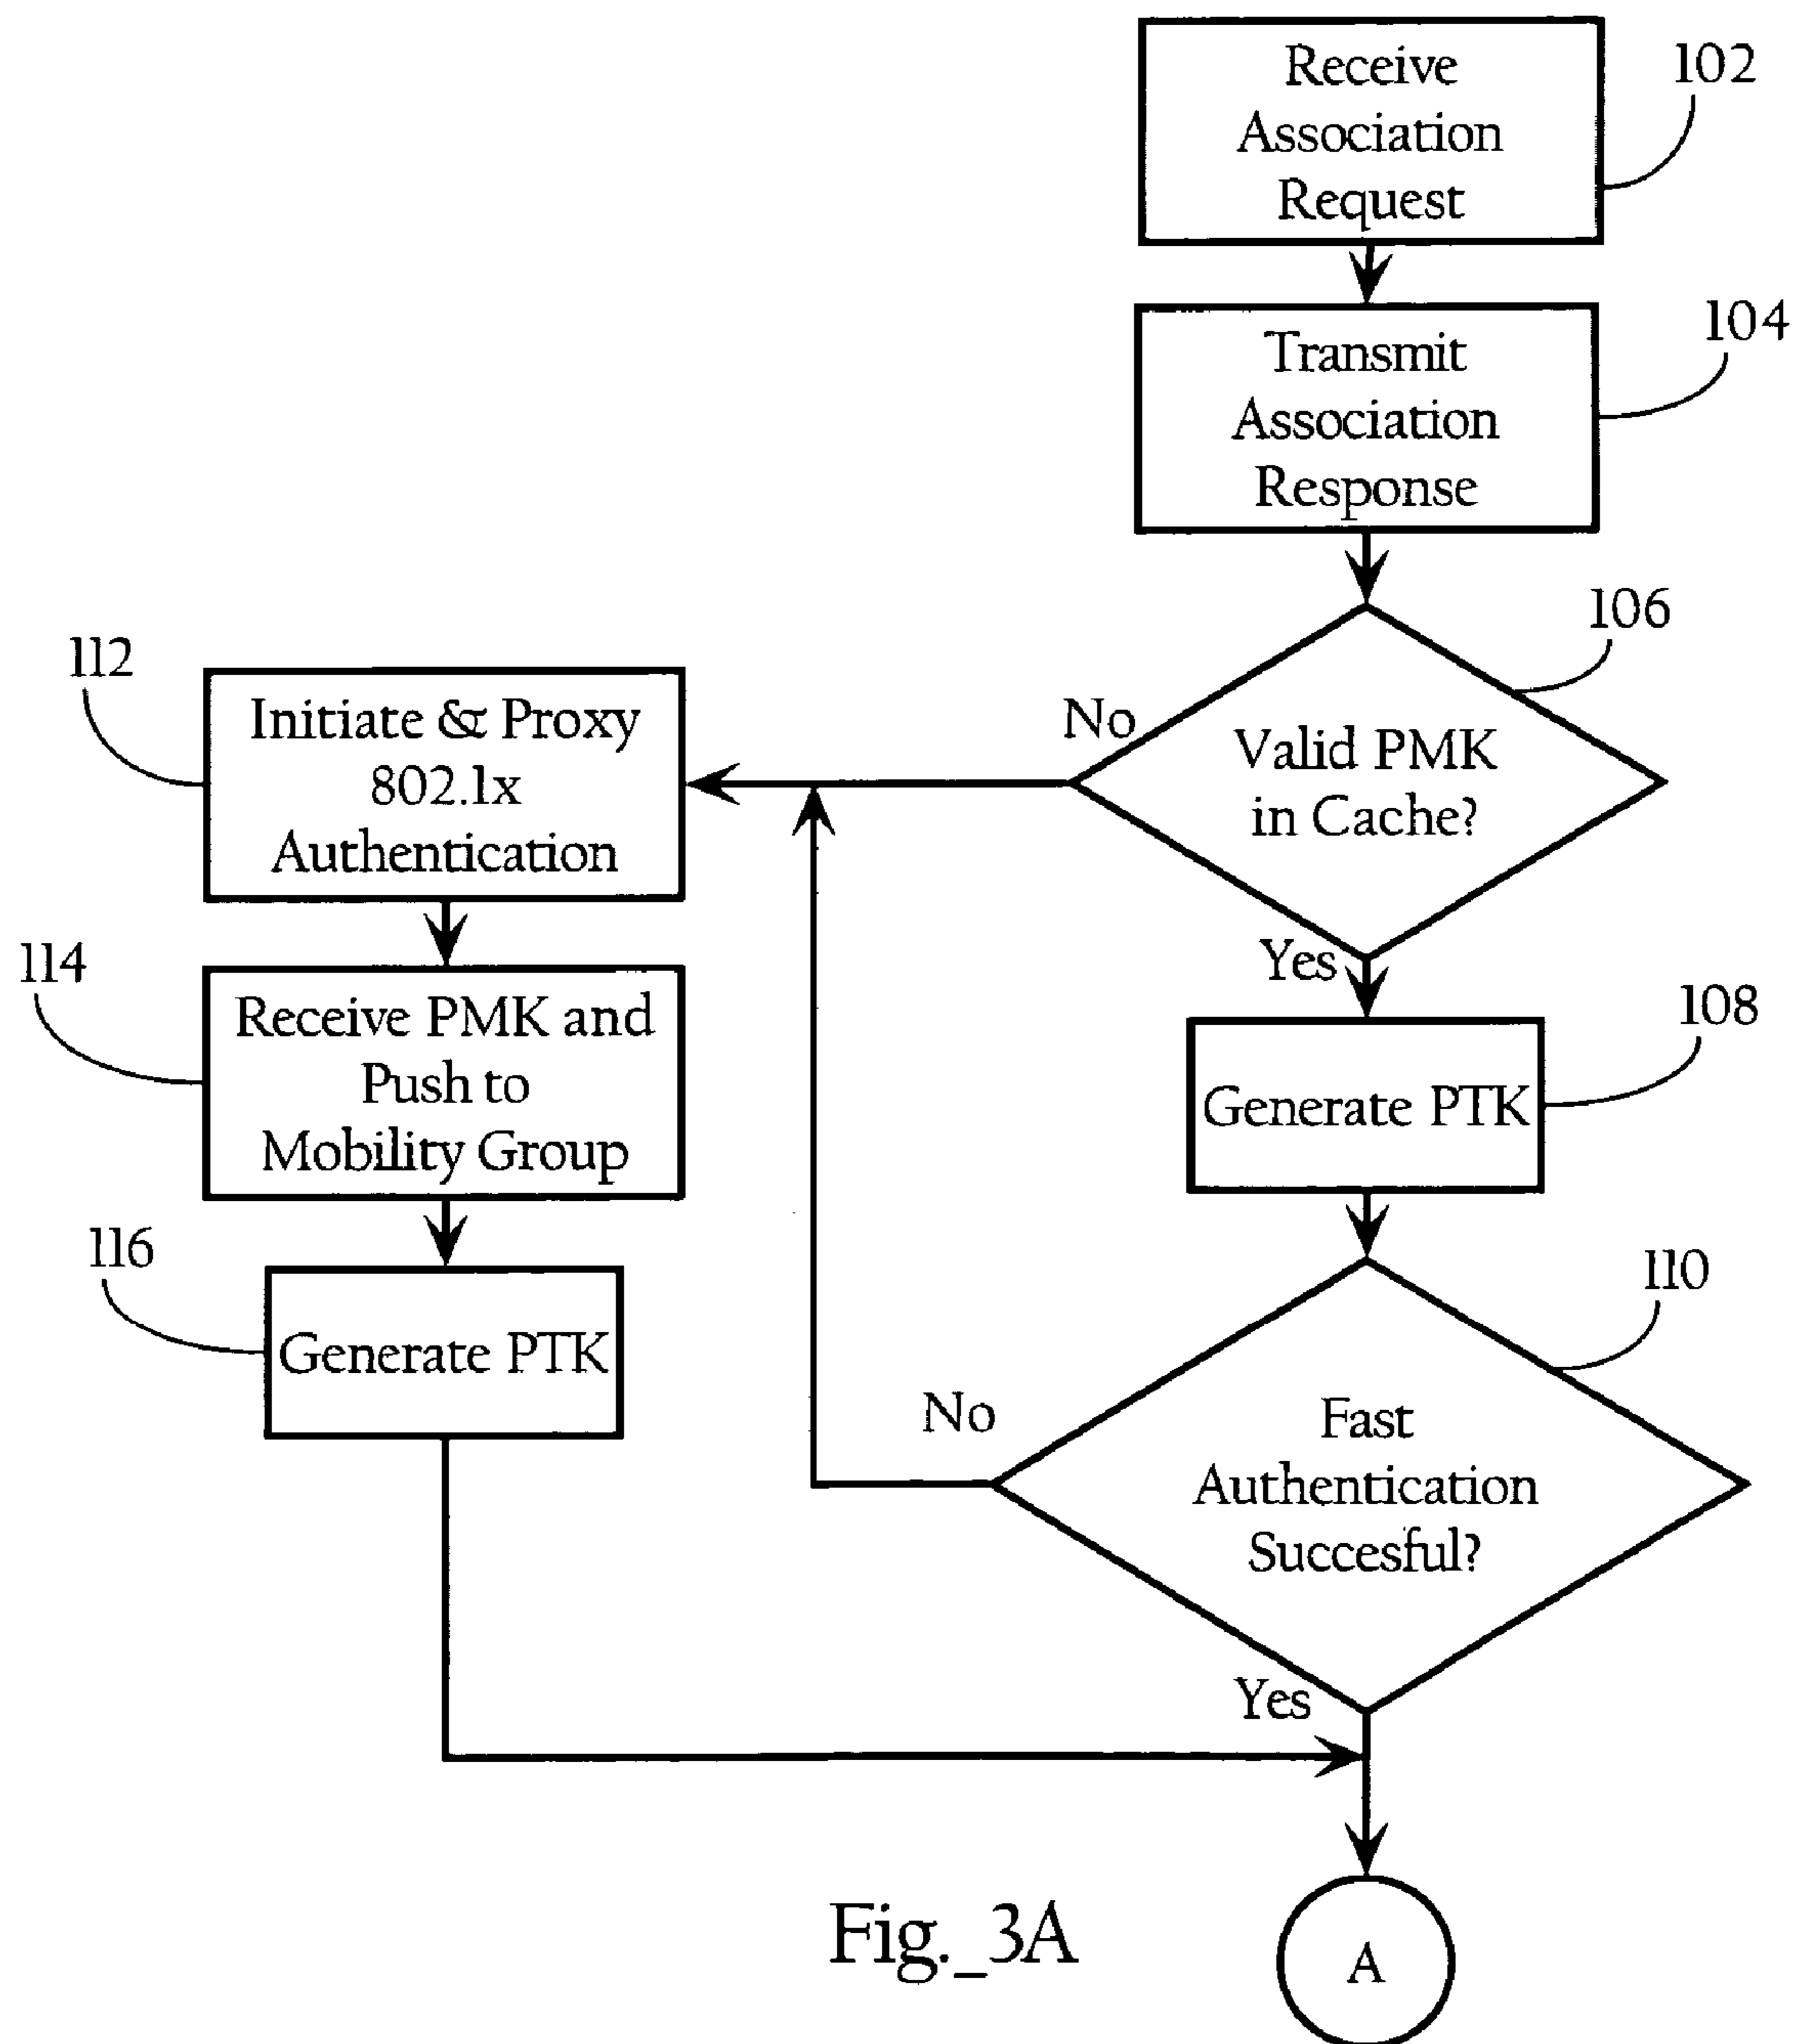 Receive
Association
Request
102
Transmit
Association
Response
104
106
Valid PMK
in Cache?
No
Yes
112
Initiate & Proxy
802.1x
Authentication
114
Receive PMK and
Push to
Mobility Group
108
Generate PTK
116
Generate PTK
110
Fast
Authentication
Succesful?
No
Yes
Fig._3A
A